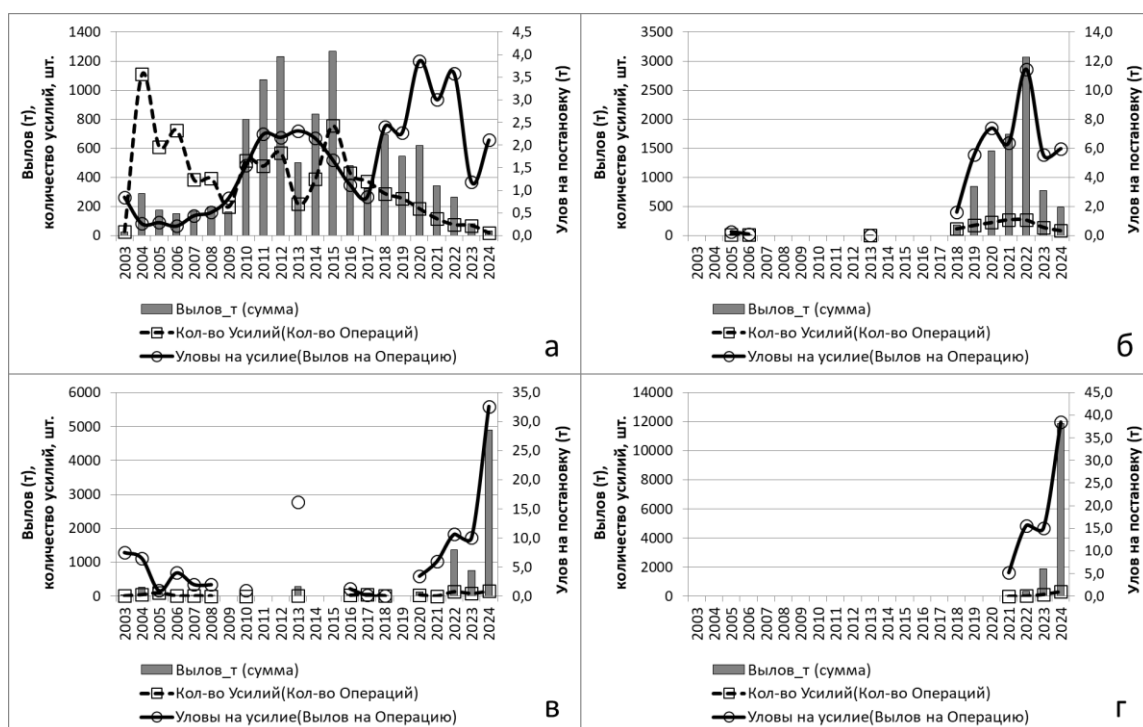 Вылов (т),
количество усилий, шт.
1400
1200
1000
800
600
400
200
0
4,5
4,0
3,5
3,0
2,5
2,0
1,5
1,0
0,5
0,0
Улов на постановку (т)
2003 2004 2005 2006 2007 2008 2009 2010 2011 2012 2013 2014 2015 2016 2017 2018 2019 2020 2021 2022 2023 2024
Вылов_т (сумма)
Кол-во Усилий(Кол-во Операций)
Уловы на усилие(Вылов на Операцию)
а
Вылов (т),
количество усилий, шт.
3500
3000
2500
2000
1500
1000
500
0
14,0
12,0
10,0
8,0
6,0
4,0
2,0
0,0
Улов на постановку (т)
2003 2004 2005 2006 2007 2008 2009 2010 2011 2012 2013 2014 2015 2016 2017 2018 2019 2020 2021 2022 2023 2024
Вылов_т (сумма)
Кол-во Усилий(Кол-во Операций)
Уловы на усилие(Вылов на Операцию)
б
Вылов (т),
количество усилий, шт.
6000
5000
4000
3000
2000
1000
0
35,0
30,0
25,0
20,0
15,0
10,0
5,0
0,0
Улов на постановку (т)
2003 2004 2005 2006 2007 2008 2009 2010 2011 2012 2013 2014 2015 2016 2017 2018 2019 2020 2021 2022 2023 2024
Вылов_т (сумма)
Кол-во Усилий(Кол-во Операций)
Уловы на усилие(Вылов на Операцию)
в
Вылов (т),
количество усилий, шт.
14000
12000
10000
8000
6000
4000
2000
0
45,0
40,0
35,0
30,0
25,0
20,0
15,0
10,0
5,0
0,0
Улов на постановку (т)
2003 2004 2005 2006 2007 2008 2009 2010 2011 2012 2013 2014 2015 2016 2017 2018 2019 2020 2021 2022 2023 2024
Вылов_т (сумма)
Кол-во Усилий(Кол-во Операций)
Уловы на усилие(Вылов на Операцию)
г